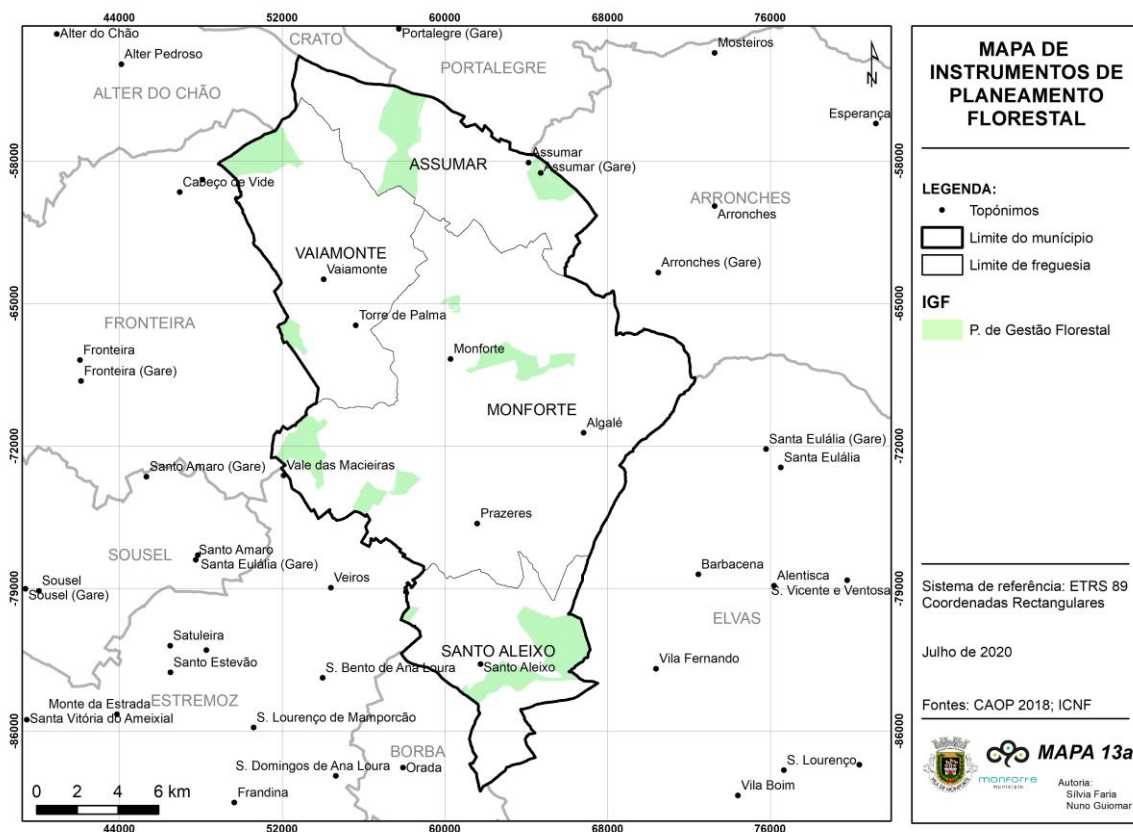 44000
52000
60000
68000
76000
Alter do Chão
Portalegre (Gare)
CRATO
Mosteiros
Alter Pedroso
PORTALEGRE
N
ALTER DO CHÃO
Esperança
-58000
Assumar
-58000
ASSUMAR
Assumar (Gare)
Cabeço de Vide
ARRONCHES
Arronches
VAIAMONTE
Vaiamonte
Arronches (Gare)
-65000
-65000
FRONTEIRA
Torre de Palma
Fronteira
Monforte
Fronteira (Gare)
MONFORTE
Algalé
-72000
Santa Eulália (Gare)
-72000
Santo Amaro (Gare)
Vale das Macieiras
Santa Eulália
Prazeres
SOUSEL
Santo Amaro
Santa Eulália (Gare)
Barbacena
Sousel
Veiros
Alentisca
-79000
Sousel (Gare)
S. Vicente e Ventosa
-79000
ELVAS
Satuleira
SANTO ALEIXO
Santo Estevão
Santo Aleixo
Vila Fernando
S. Bento de Ana Loura
ESTREMOZ
Monte da Estrada
Santa Vitória do Ameixial
S. Lourenço de Mamporcão
-86000
-86000
BORBA
S. Domingos de Ana Loura
Orada
S. Lourenço
0 2 4 6 km
Frandina
Vila Boim
44000
52000
60000
68000
76000
MAPA DE
INSTRUMENTOS DE
PLANEAMENTO
FLORESTAL
LEGENDA:
Topónimos
Limite do munícipio
Limite de freguesia
IGF
P. de Gestão Florestal
Sistema de referência: ETRS 89
Coordenadas Rectangulares
Julho de 2020
Fontes: CAOP 2018; ICNF
monforte
município
MAPA 13a
Autoria:
Sílvia Faria
Nuno Guiomar